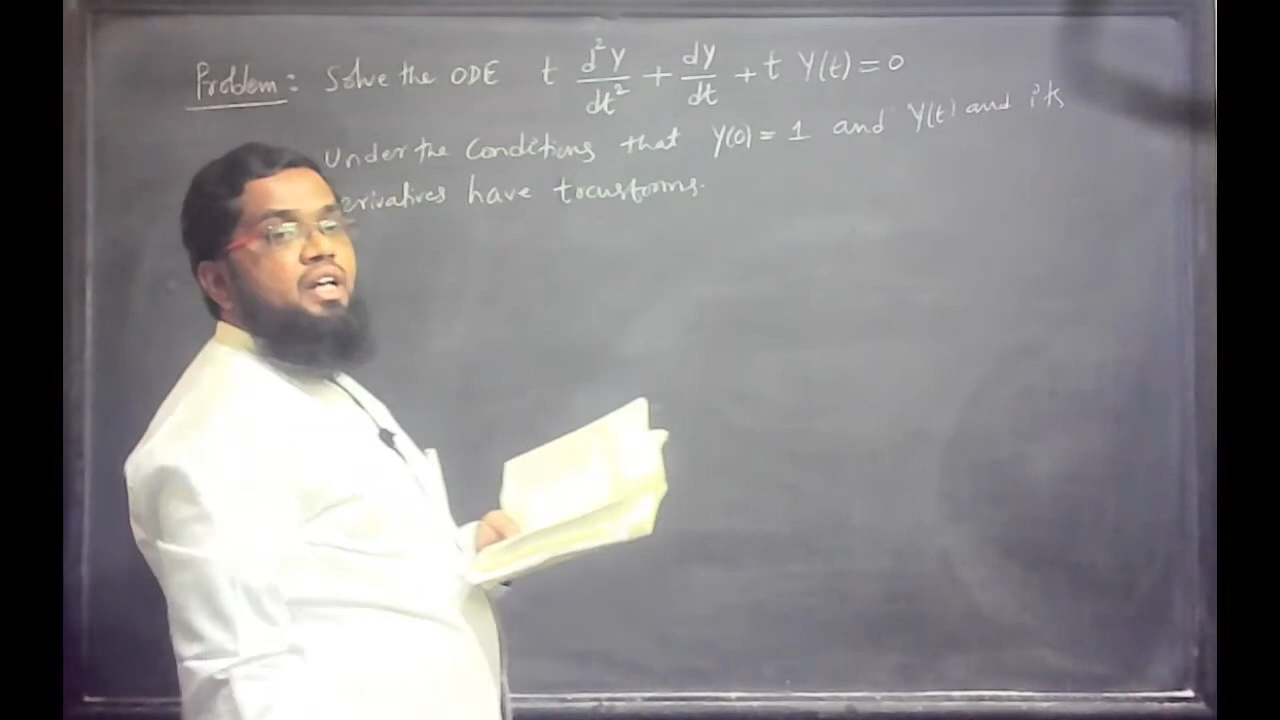 Problem: Solve the ODE t d²Y/dt² + dY/dt + t Y(t) = 0
Under the Conditions that Y(0) = 1 and Y(t) and its
erivatives have